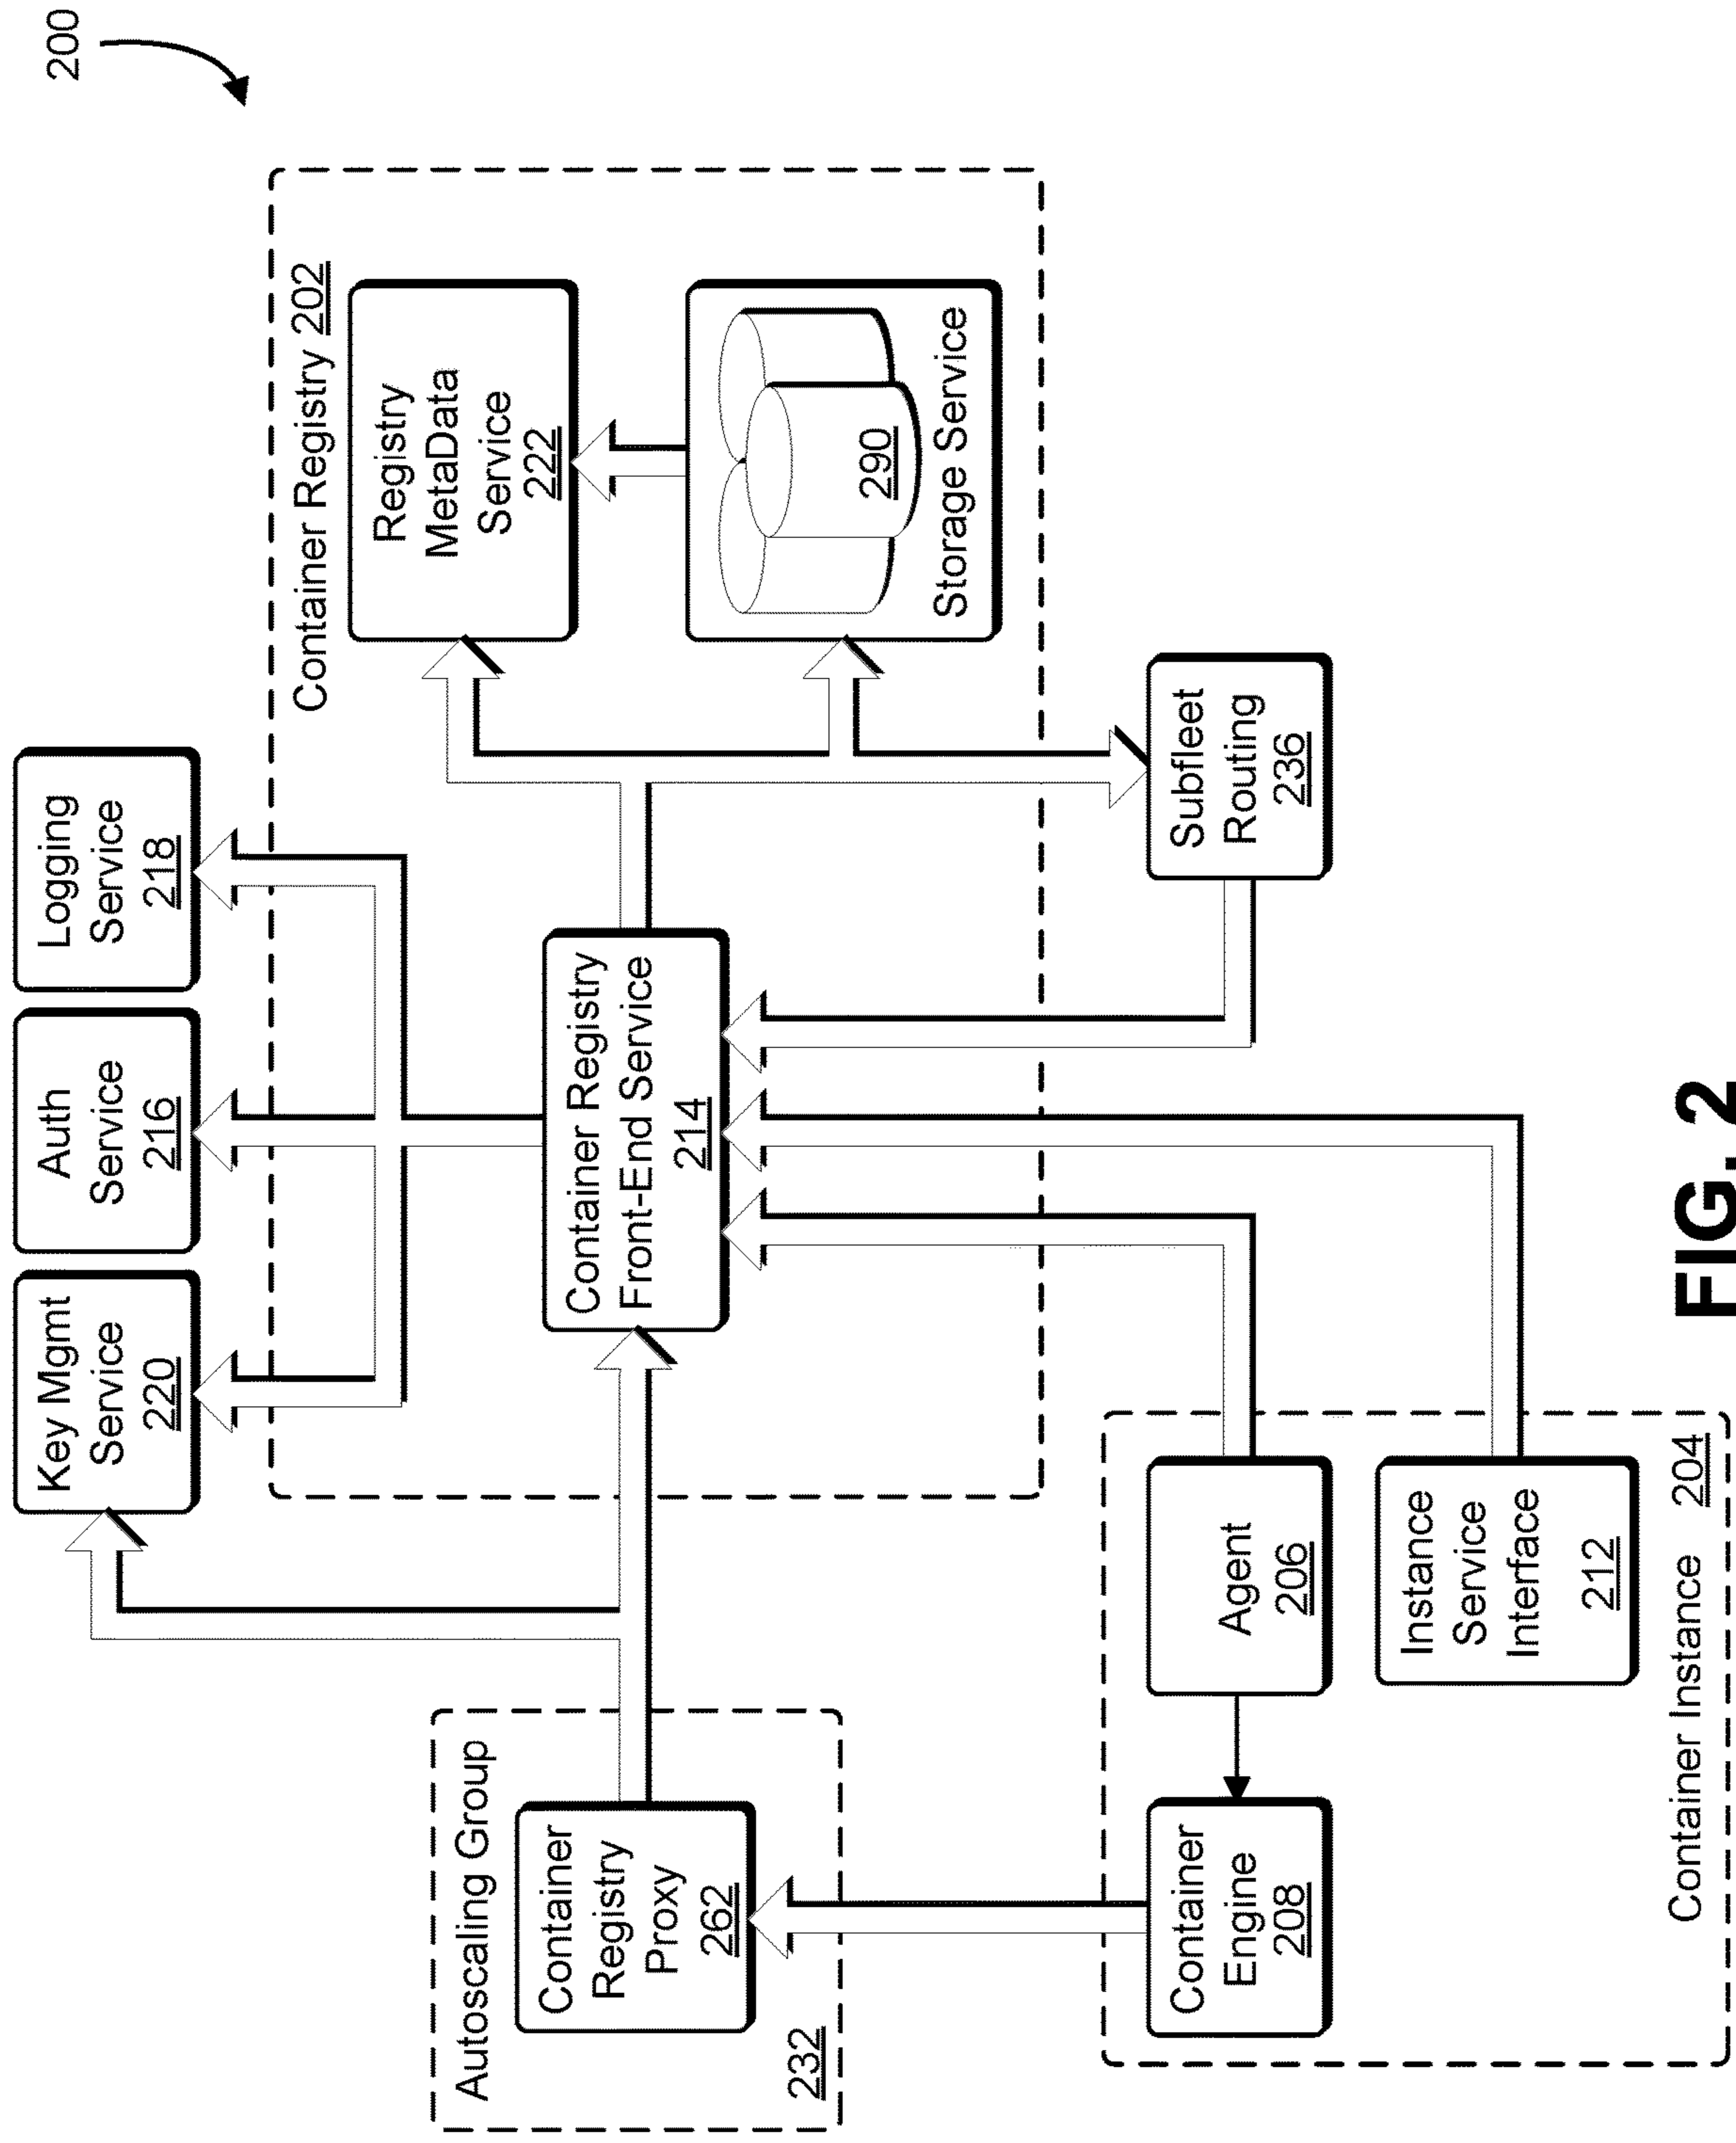 200
Key Mgmt
Service
220
Auth
Service
216
Logging
Service
218
Container Registry 202
Registry
MetaData
Service
222
290
Storage Service
Autoscaling Group
Container
Registry
Proxy
262
232
Container Registry
Front-End Service
214
Subfleet
Routing
236
Container
Engine
208
Agent
206
Instance
Service
Interface
212
Container Instance 204
FIG. 2